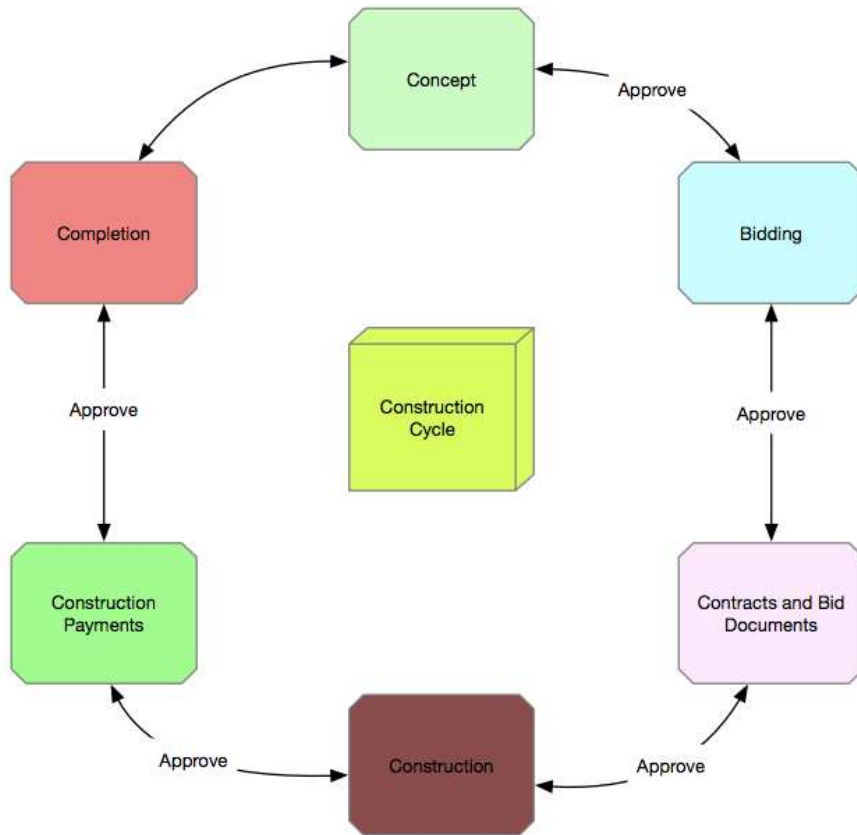 Concept
Approve
Completion
Bidding
Construction
Cycle
Approve
Approve
Construction
Payments
Contracts and Bid
Documents
Approve
Construction
Approve